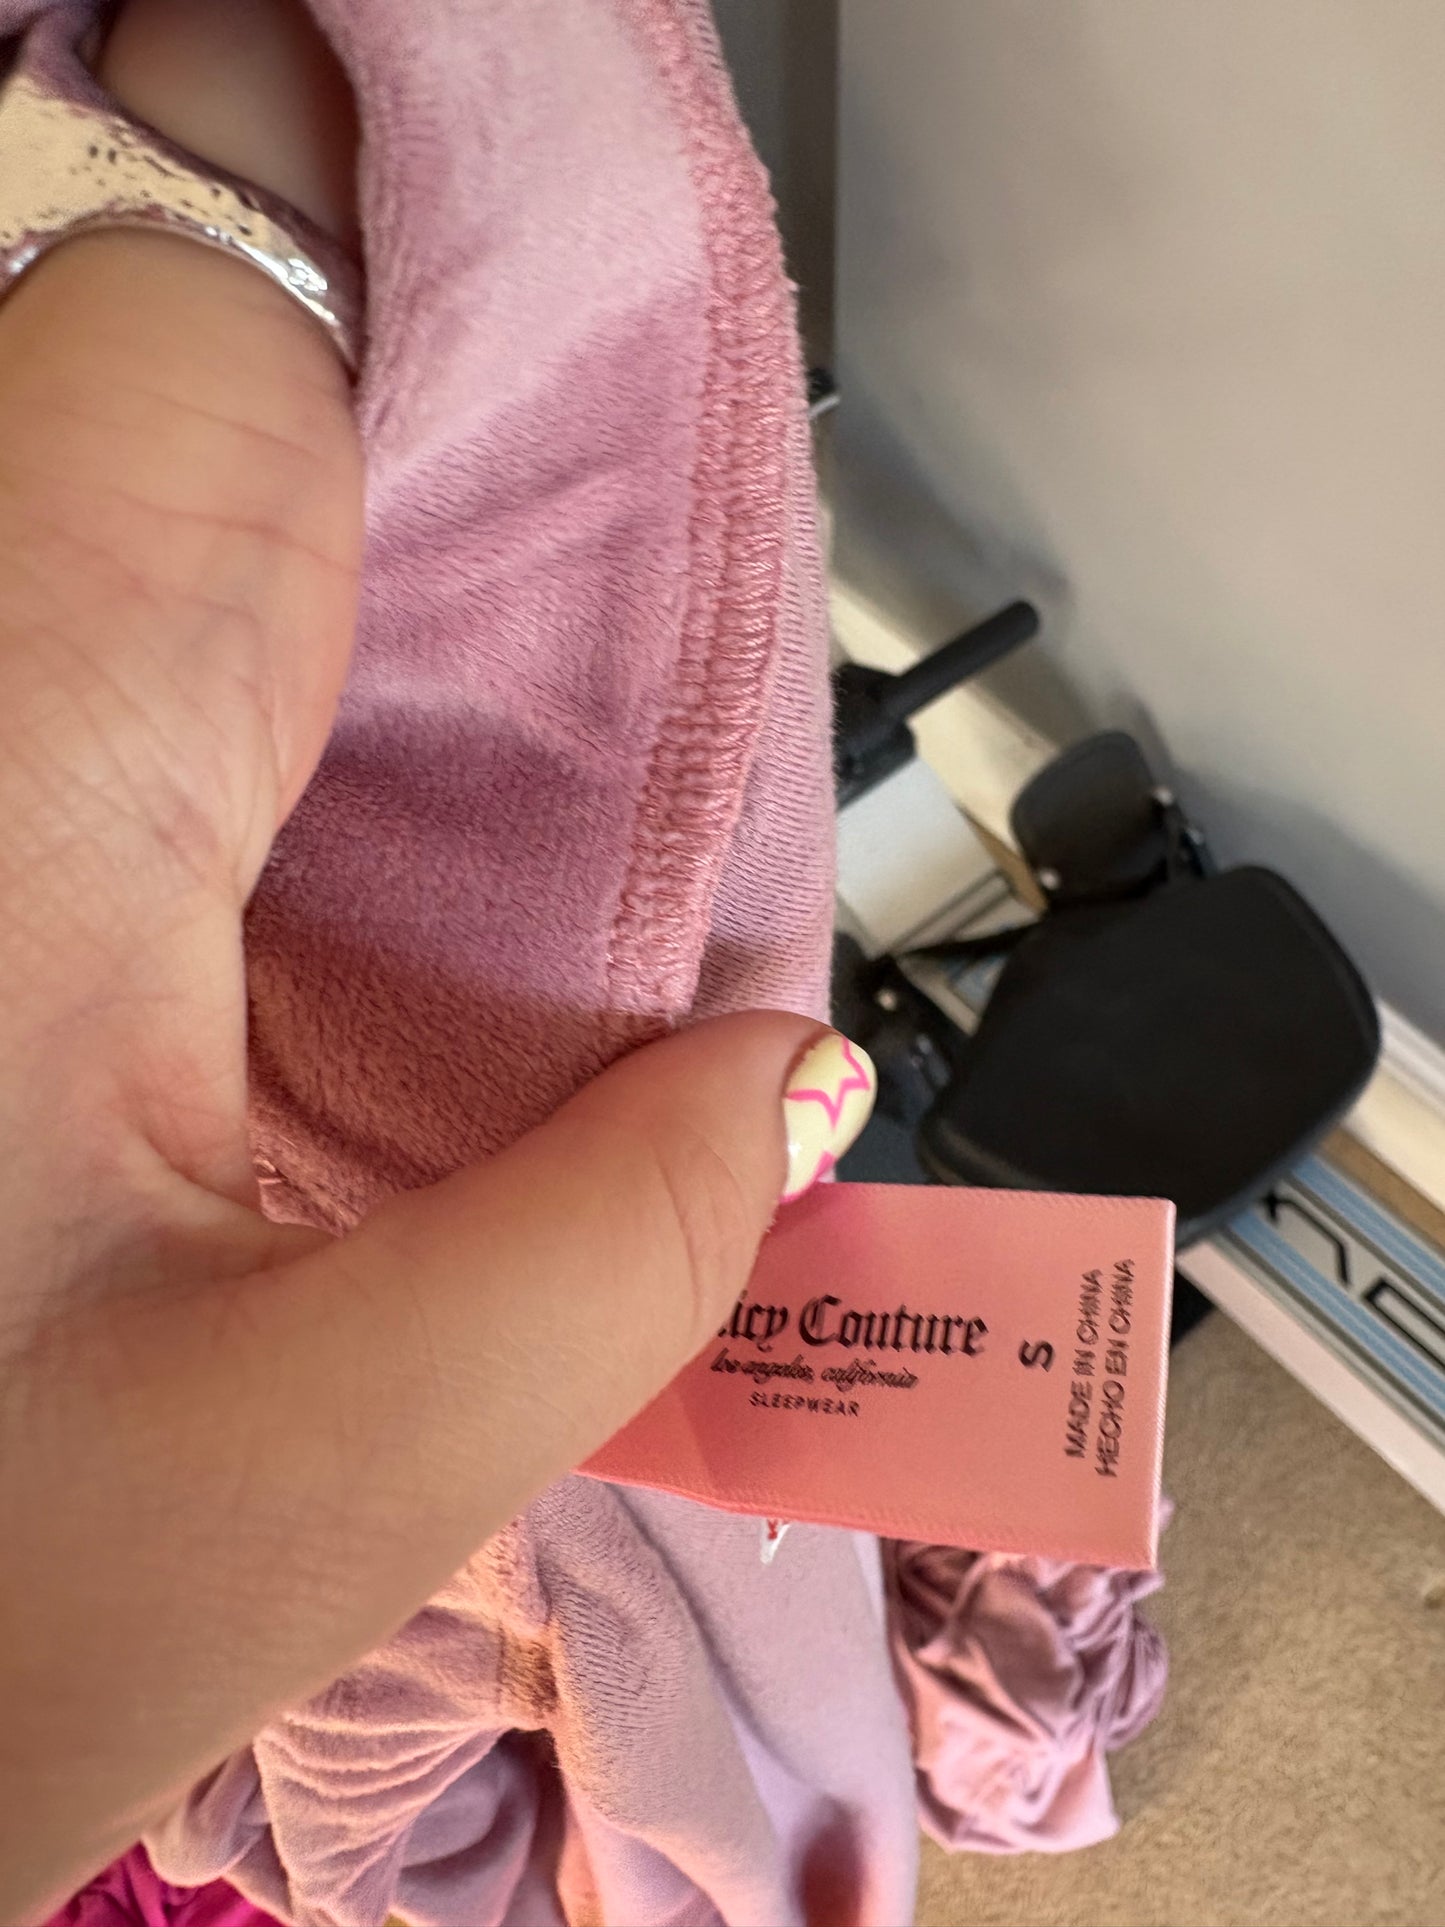 icy Couture
los angeles, california
SLEEPWEAR
S
MADE IN CHINA
HECHO EN CHINA